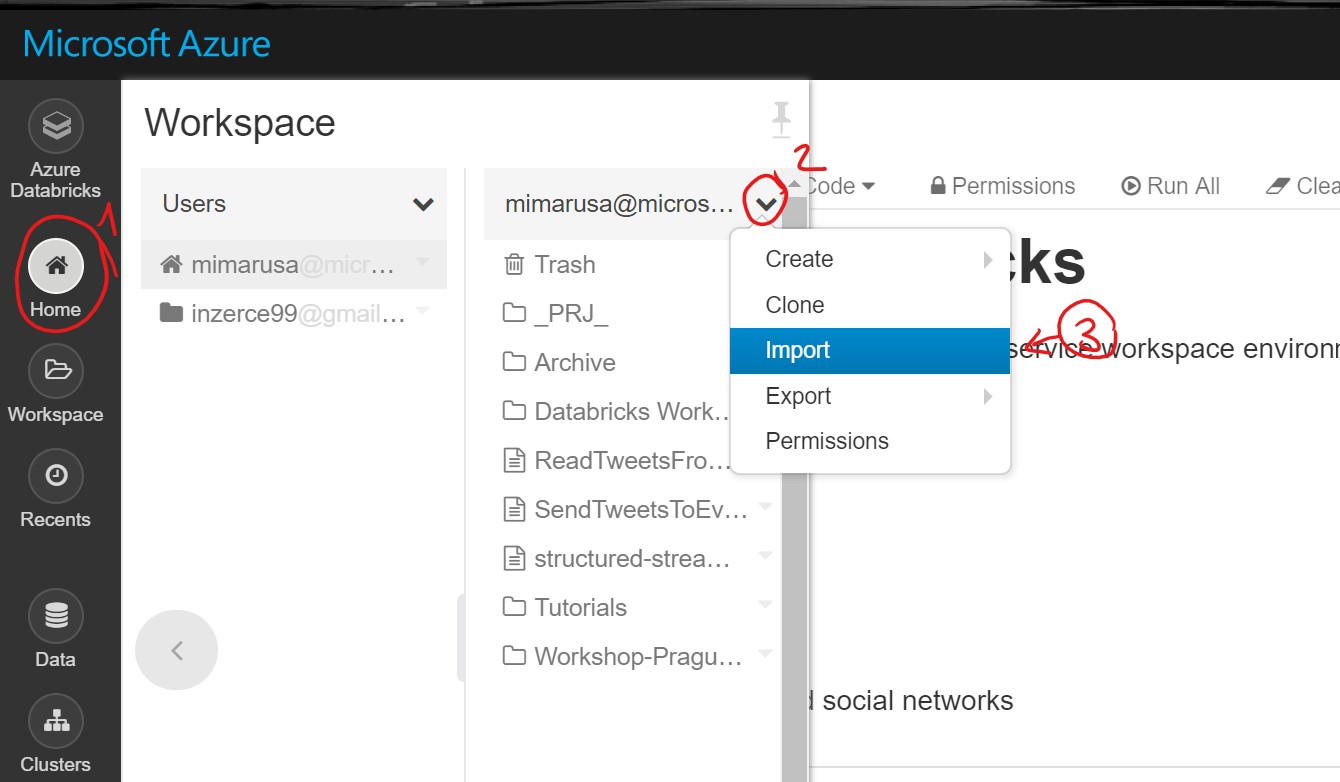 Microsoft Azure
Azure
Databricks
1
Home
Workspace
Recents
Data
Clusters
Workspace
Users
mimarusa@micr...
inzerce99@gmail...
mimarusa@micros...
2
Trash
_PRJ_
Archive
Databricks Work...
ReadTweetsFro...
SendTweetsToEv...
structured-strea...
Tutorials
Workshop-Pragu...
Create
Clone
Import
3
Export
Permissions
Code
Permissions
Run All
Clea
cks
service workspace environ
d social networks